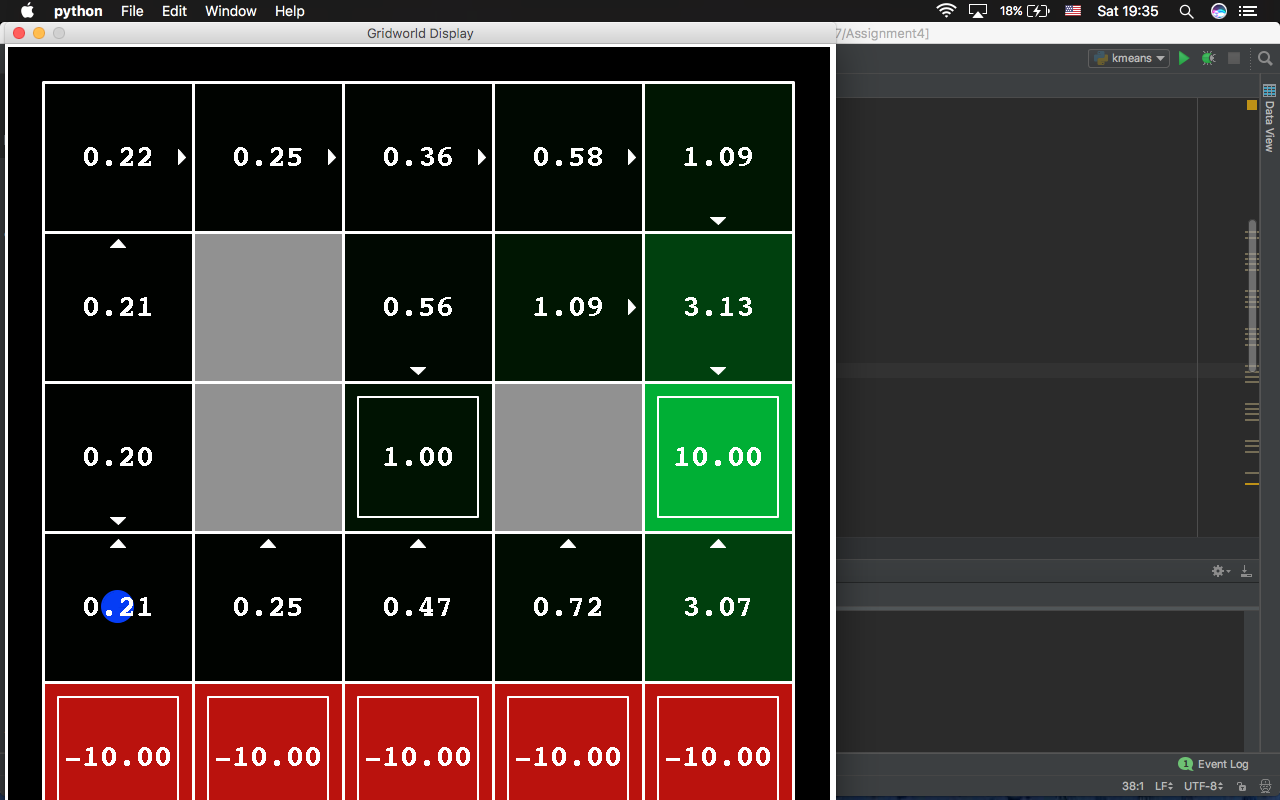 python File Edit Window Help 18% Sat 19:35
Gridworld Display 7/Assignment4]
kmeans
Data View
0.22 0.25 0.36 0.58 1.09
0.21 0.56 1.09 3.13
0.20 1.00 10.00
0.21 0.25 0.47 0.72 3.07
-10.00 -10.00 -10.00 -10.00 -10.00
1 Event Log
38:1 LF UTF-8